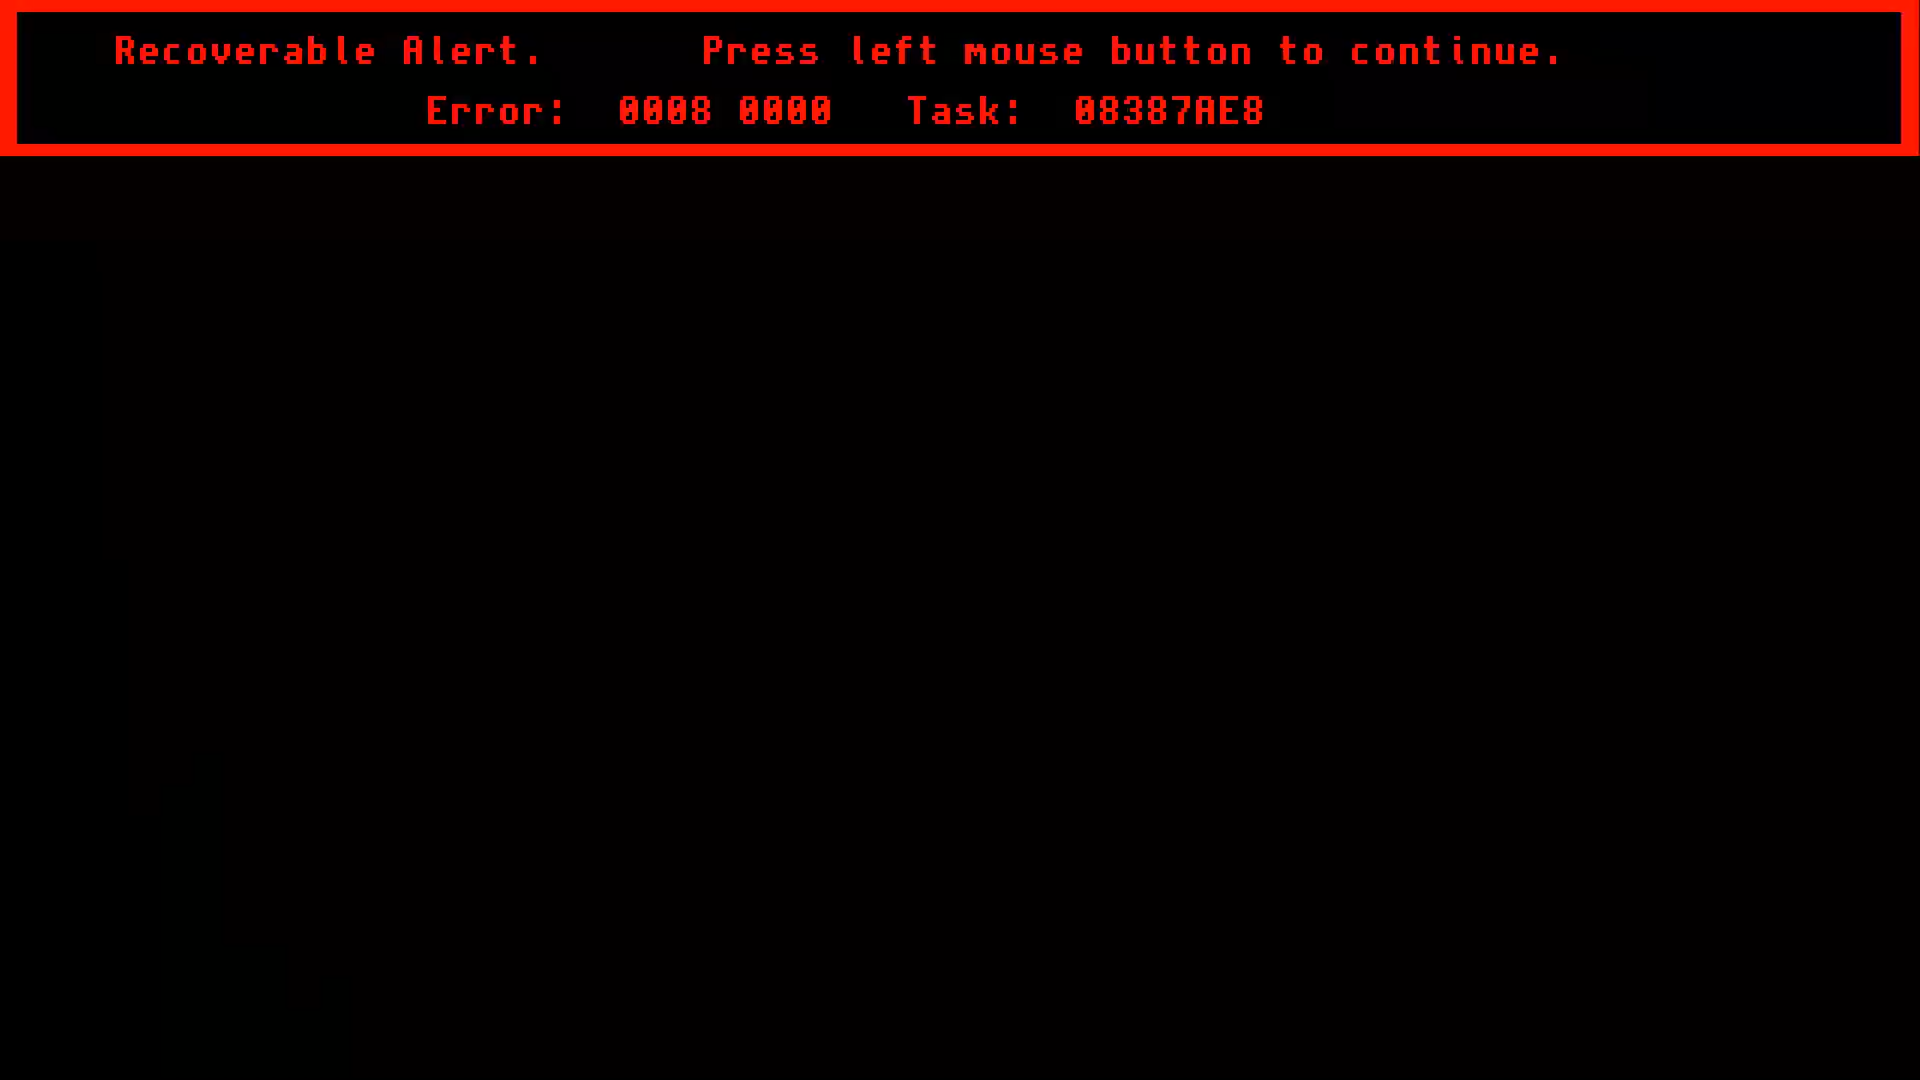 Recoverable Alert.      Press left mouse button to continue.
Error:  0008 0000   Task:  08387AE8